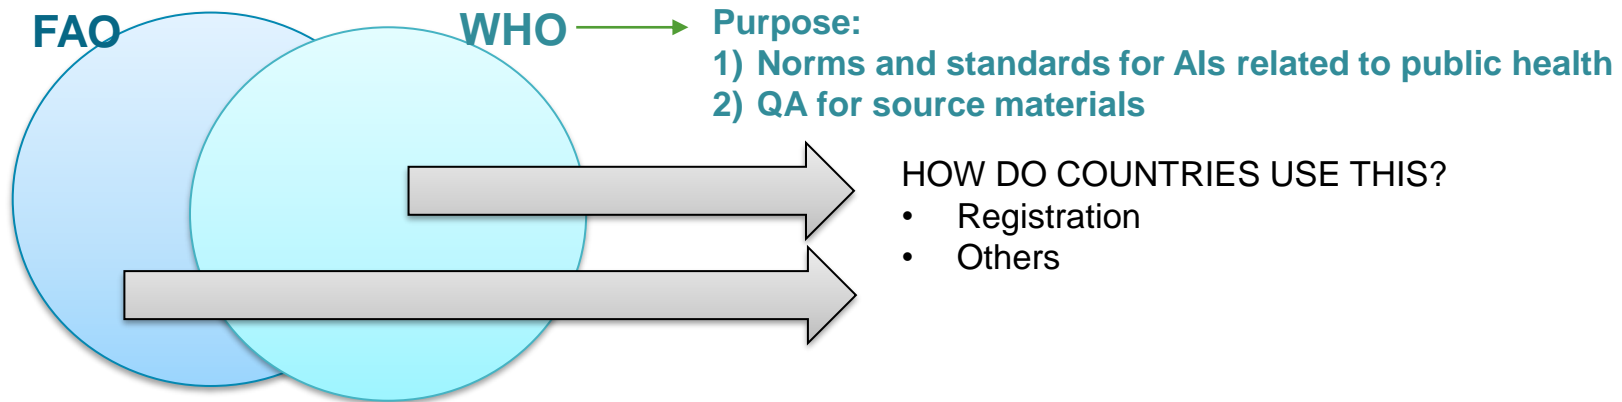 FAO
WHO
Purpose:
1) Norms and standards for AIs related to public health
2) QA for source materials
HOW DO COUNTRIES USE THIS?
• Registration
• Others